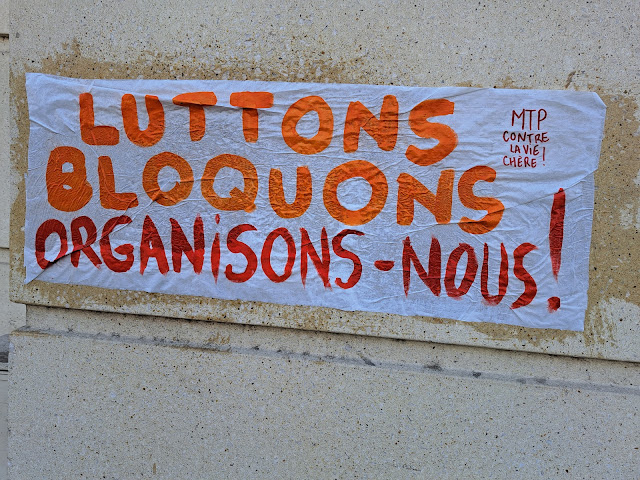 LUTTONS
BLOQUONS
ORGANiSONS-NOUS!
MTP
CONTRE
LA ViE
CHÈRE!